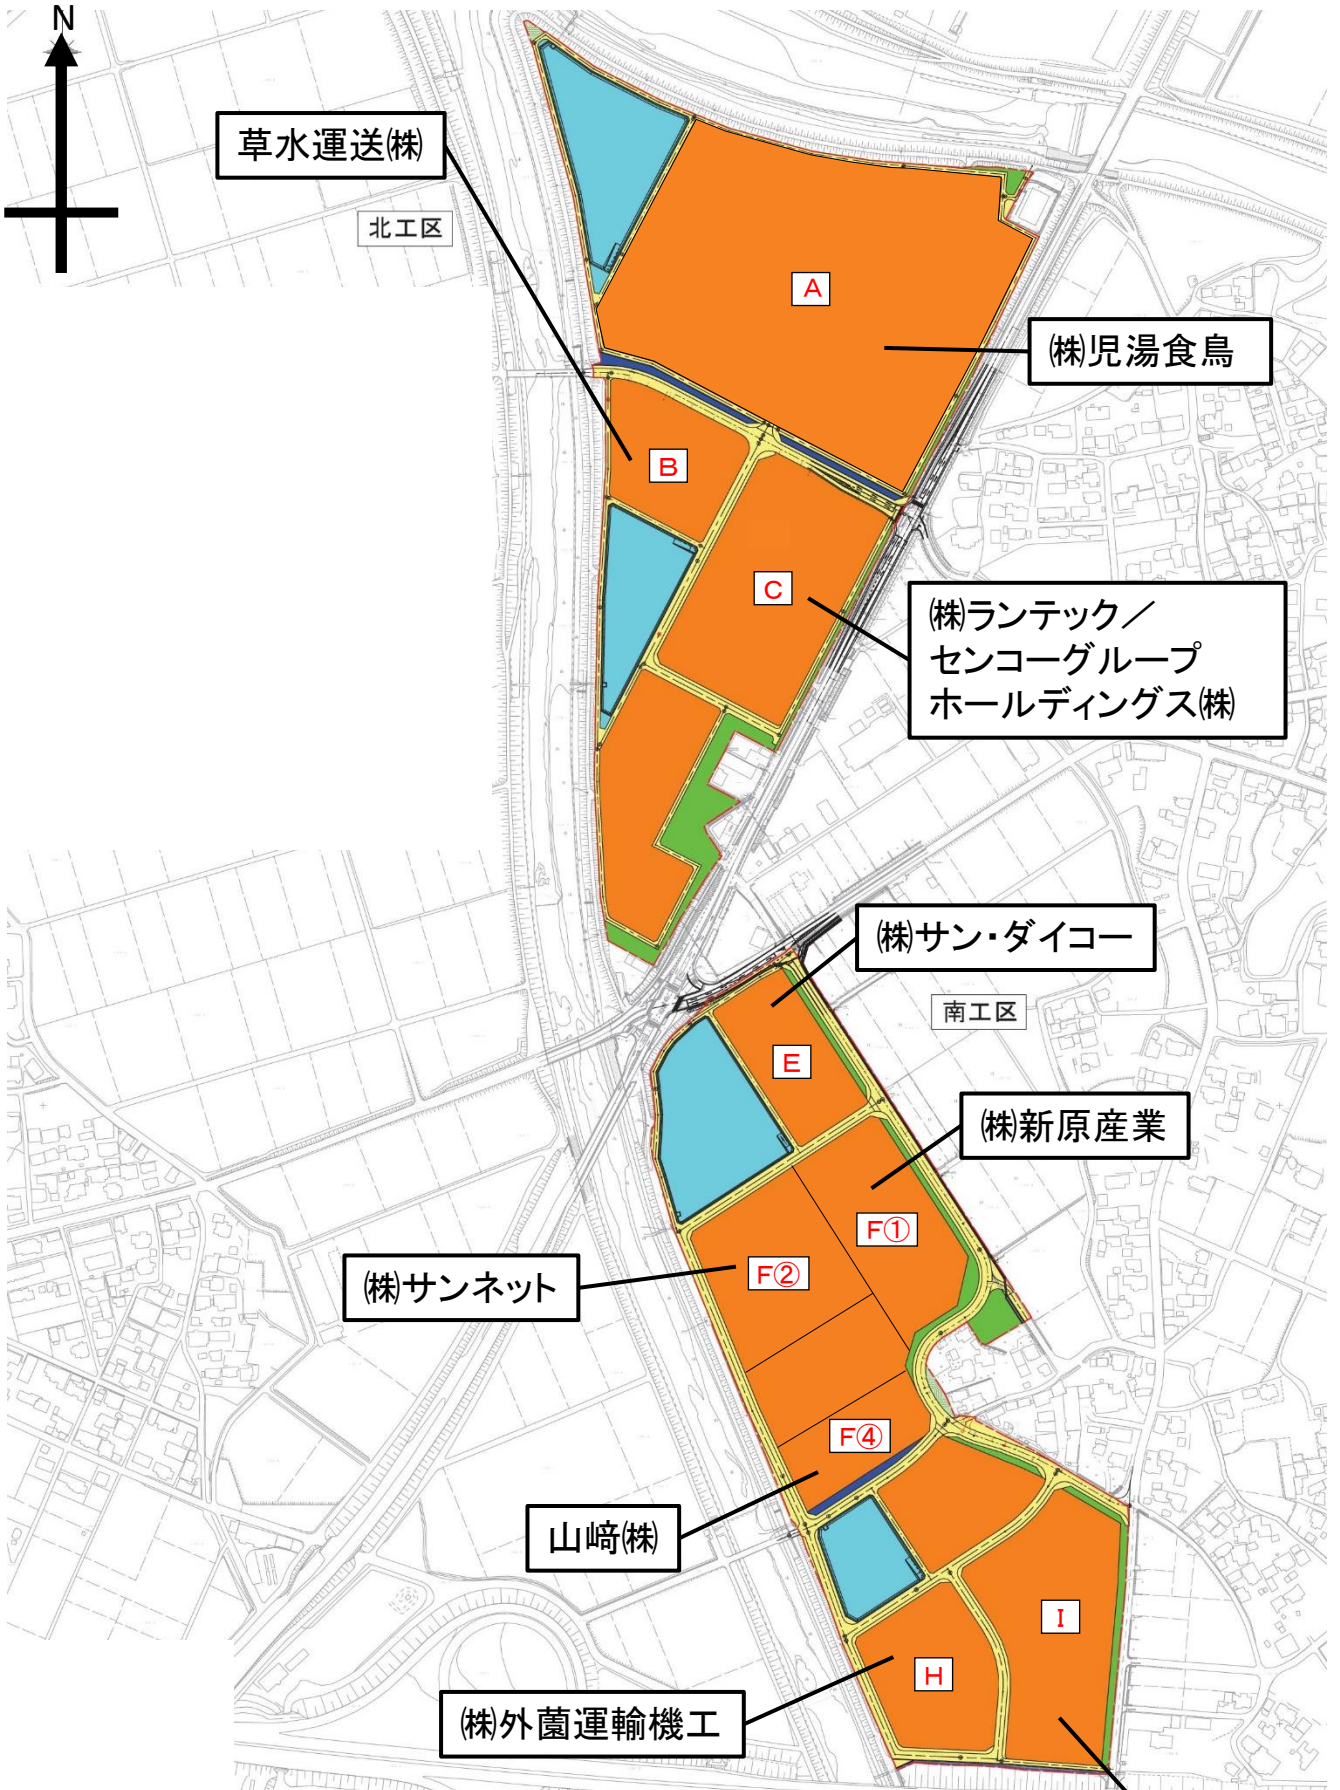 N
草水運送㈱
北工区
A
㈱児湯食鳥
B
C
㈱ランテック／
センコーグループ
ホールディングス㈱
㈱サン・ダイコー
南工区
E
㈱新原産業
F①
F②
㈱サンネット
F④
山﨑㈱
I
H
㈱外薗運輸機工